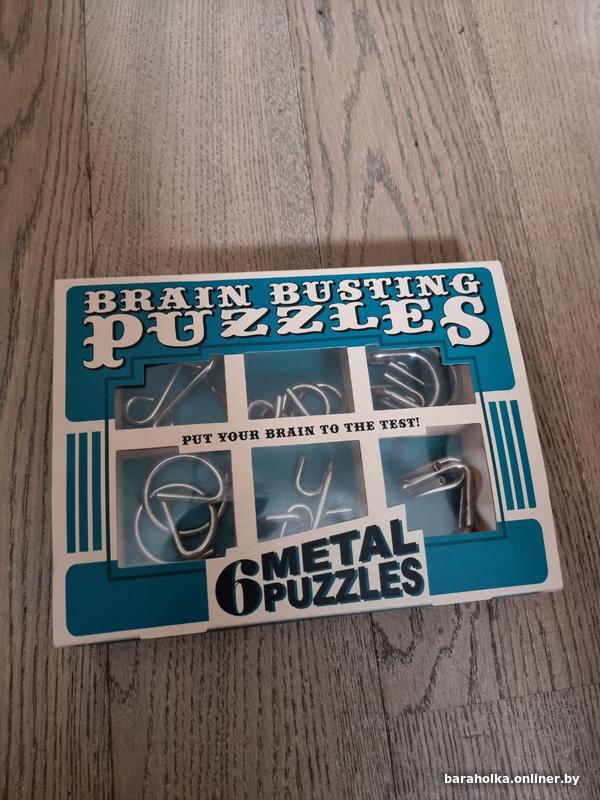 BRAIN BUSTING
PUZZLES
PUT YOUR BRAIN TO THE TEST!
6 METAL
PUZZLES
baraholka.onliner.by